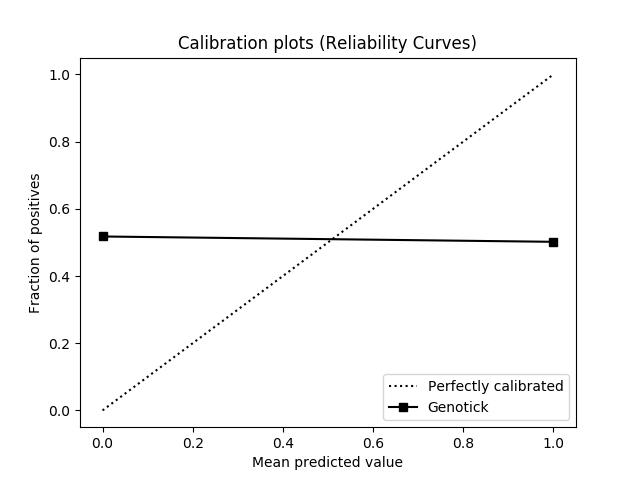 Calibration plots (Reliability Curves)
1.0
0.8
0.6
0.4
0.2
0.0
Fraction of positives
0.0 0.2 0.4 0.6 0.8 1.0
Mean predicted value
Perfectly calibrated
Genotick